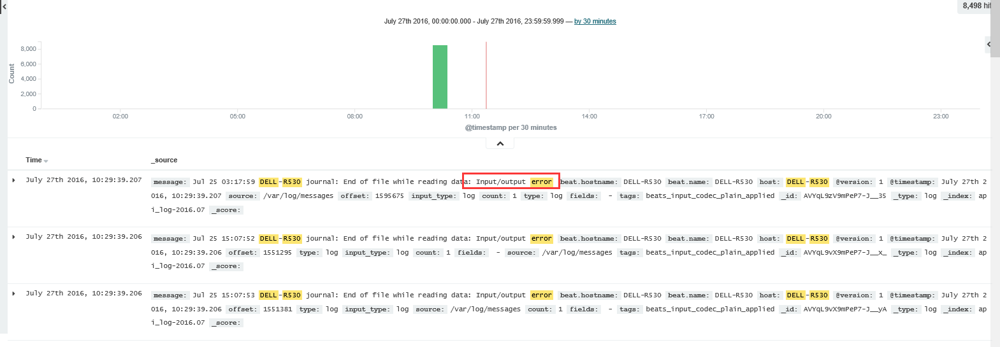 8,498 hit
July 27th 2016, 00:00:00.000 - July 27th 2016, 23:59:59.999 — by 30 minutes
Count
8,000
6,000
4,000
2,000
0
02:00 05:00 08:00 11:00 14:00 17:00 20:00 23:00
@timestamp per 30 minutes
Time _source
July 27th 2016, 10:29:39.207 message: Jul 25 03:17:59 DELL-R530 journal: End of file while reading data: Input/output error beat.hostname: DELL-R530 beat.name: DELL-R530 host: DELL-R530 @version: 1 @timestamp: July 27th 2
016, 10:29:39.207 source: /var/log/messages offset: 1595675 input_type: log count: 1 type: log fields: - tags: beats_input_codec_plain_applied _id: AVYqL9zV9mPeP7-J__35 _type: log _index: ap
i_log-2016.07 _score:
July 27th 2016, 10:29:39.206 message: Jul 25 15:07:52 DELL-R530 journal: End of file while reading data: Input/output error beat.hostname: DELL-R530 beat.name: DELL-R530 host: DELL-R530 @version: 1 @timestamp: July 27th 2
016, 10:29:39.206 offset: 1551295 type: log input_type: log count: 1 fields: - source: /var/log/messages tags: beats_input_codec_plain_applied _id: AVYqL9vX9mPeP7-J__x_ _type: log _index: ap
i_log-2016.07 _score:
July 27th 2016, 10:29:39.206 message: Jul 25 15:07:53 DELL-R530 journal: End of file while reading data: Input/output error beat.hostname: DELL-R530 beat.name: DELL-R530 host: DELL-R530 @version: 1 @timestamp: July 27th 2
016, 10:29:39.206 offset: 1551381 type: log input_type: log source: /var/log/messages count: 1 fields: - tags: beats_input_codec_plain_applied _id: AVYqL9vX9mPeP7-J__yA _type: log _index: ap
i_log-2016.07 _score: